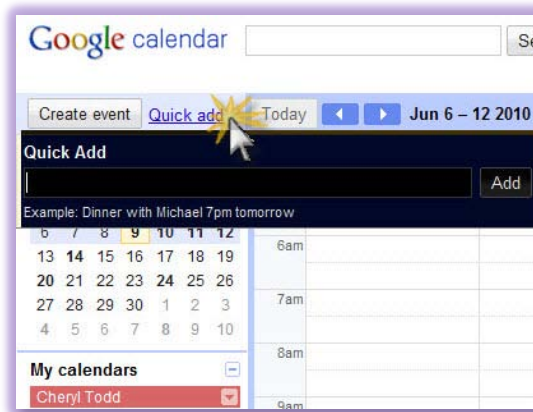 Google calendar
Create event Quick add Today Jun 6 – 12 2010
Quick Add
Add
Example: Dinner with Michael 7pm tomorrow
6 7 8 9 10 11 12
6am
13 14 15 16 17 18 19
20 21 22 23 24 25 26
7am
27 28 29 30 1 2 3
4 5 6 7 8 9 10
8am
My calendars
Cheryl Todd
9am